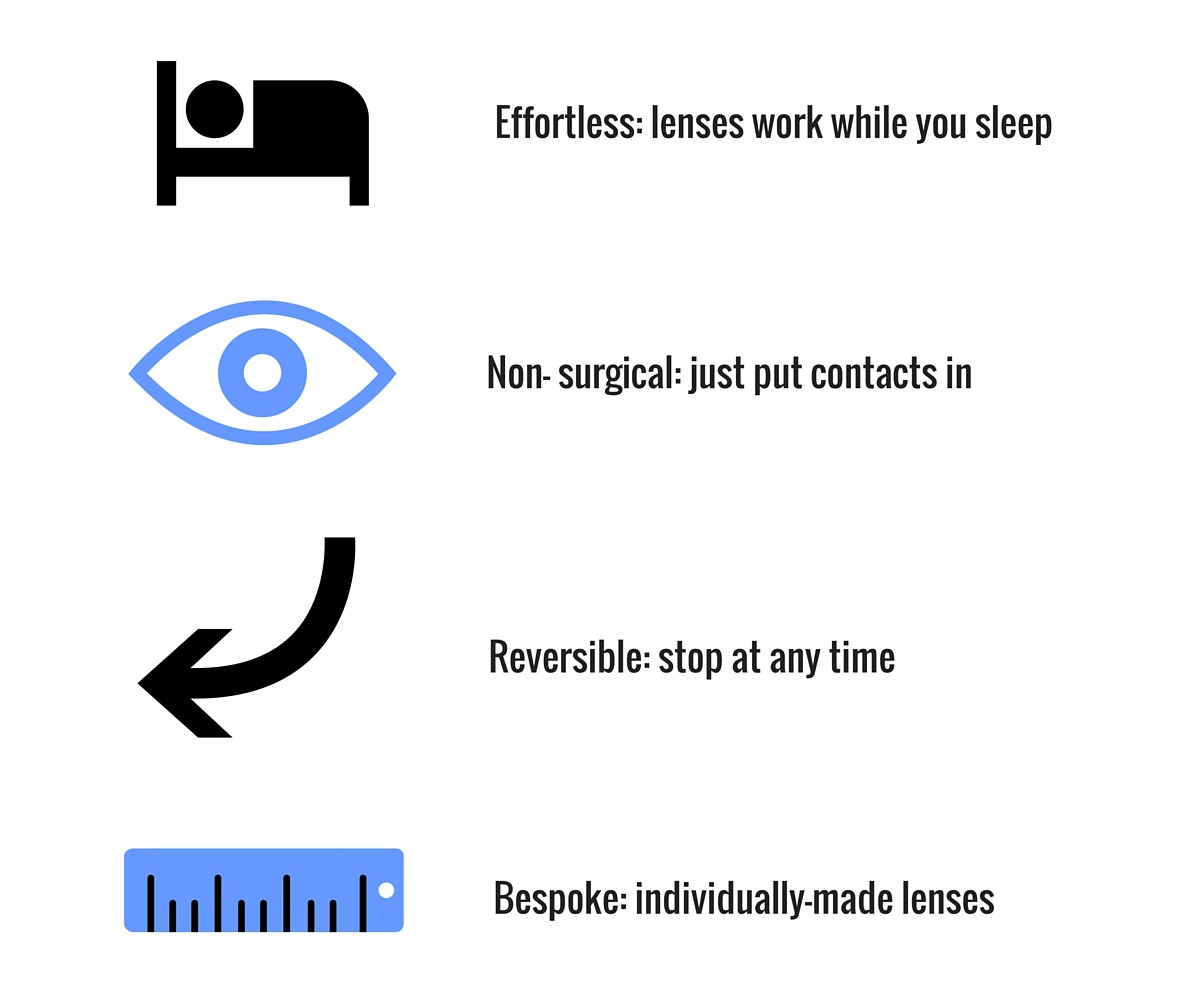 Effortless: lenses work while you sleep
Non- surgical: just put contacts in
Reversible: stop at any time
Bespoke: individually-made lenses